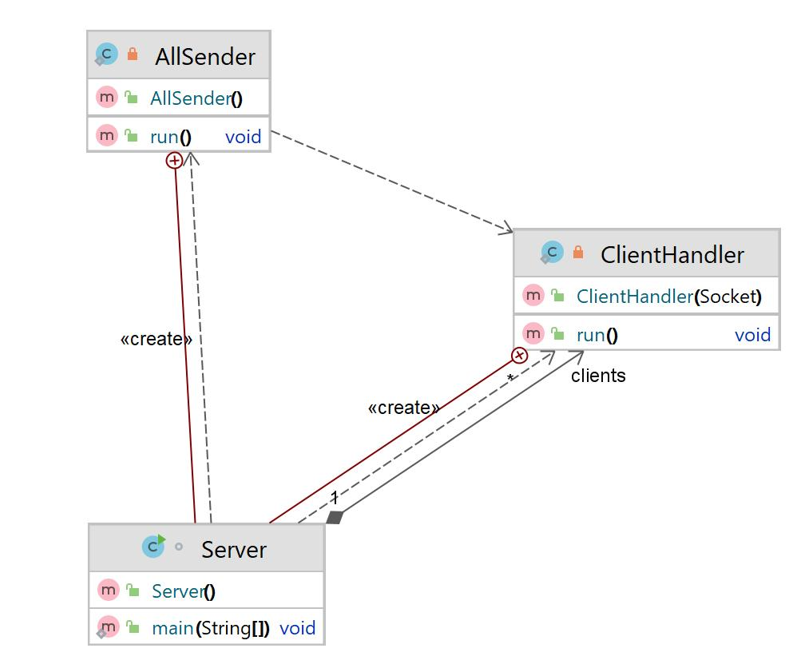 AllSender
AllSender()
run() void
ClientHandler
ClientHandler(Socket)
run() void
«create»
* clients
«create»
1
Server
Server()
main(String[]) void